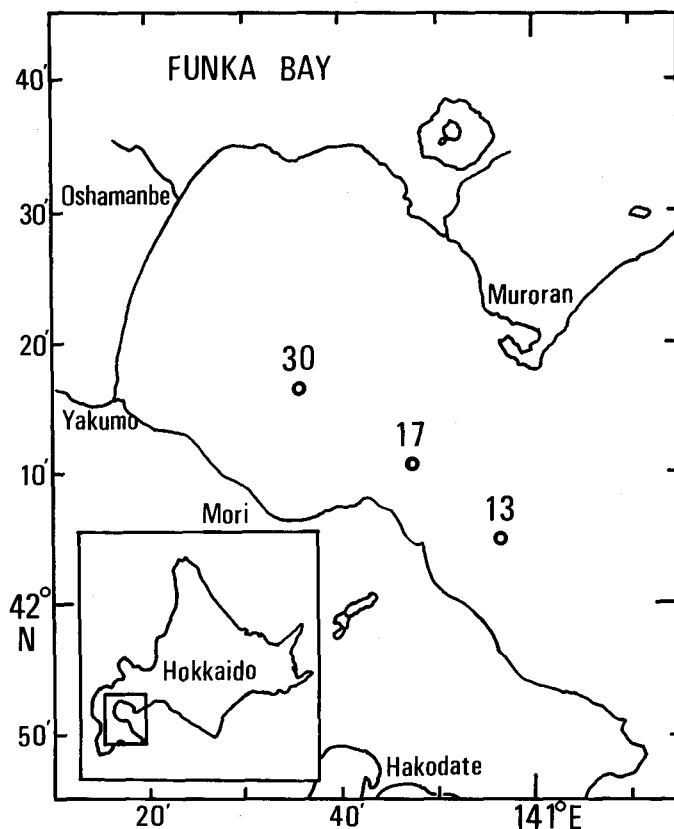 FUNKA BAY
40′
Oshamanbe
30′
Muroran
20′
30
Yakumo
17
10′
Mori
13
42°
N
Hokkaido
50′
Hakodate
20′
40′
141°E